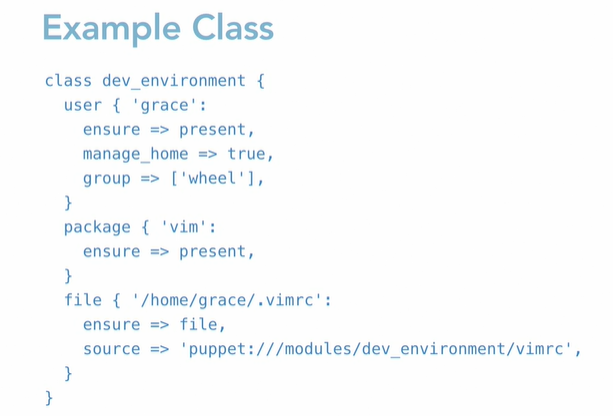 Example Class
class dev_environment {
  user { 'grace':
    ensure => present,
    manage_home => true,
    group => ['wheel'],
  }
  package { 'vim':
    ensure => present,
  }
  file { '/home/grace/.vimrc':
    ensure => file,
    source => 'puppet:///modules/dev_environment/vimrc',
  }
}